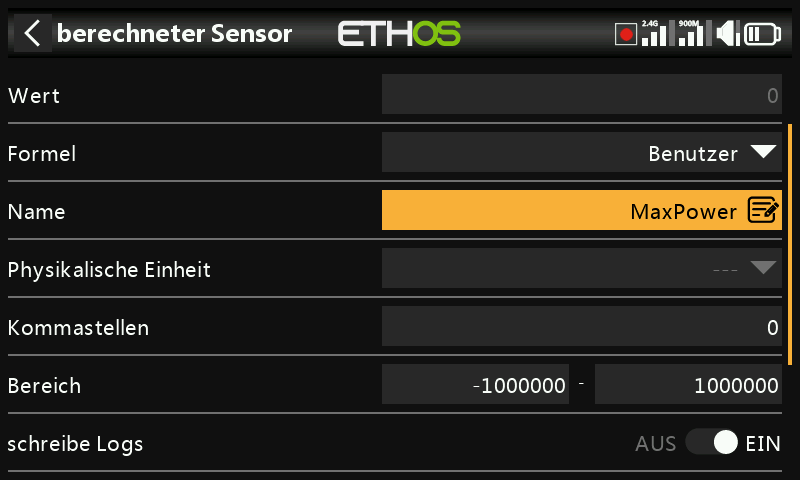 berechneter Sensor ETHOS 2.4G 900M
Wert 0
Formel Benutzer
Name MaxPower
Physikalische Einheit ---
Kommastellen 0
Bereich -1000000 - 1000000
schreibe Logs AUS EIN